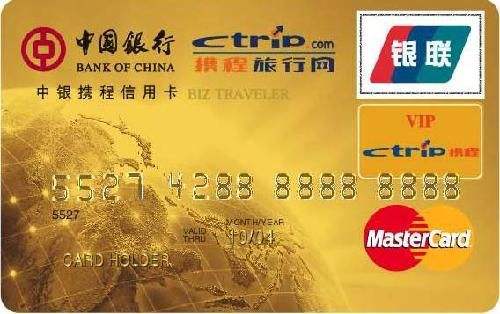 中国银行
BANK OF CHINA
Ctrip.com
携程旅行网
银联
中银携程信用卡 BIZ TRAVELER
VIP
Ctrip 携程
5527 4288 8888 8888
5527
MONTH/YEAR
VALID THRU 10/04
CARD HOLDER
MasterCard